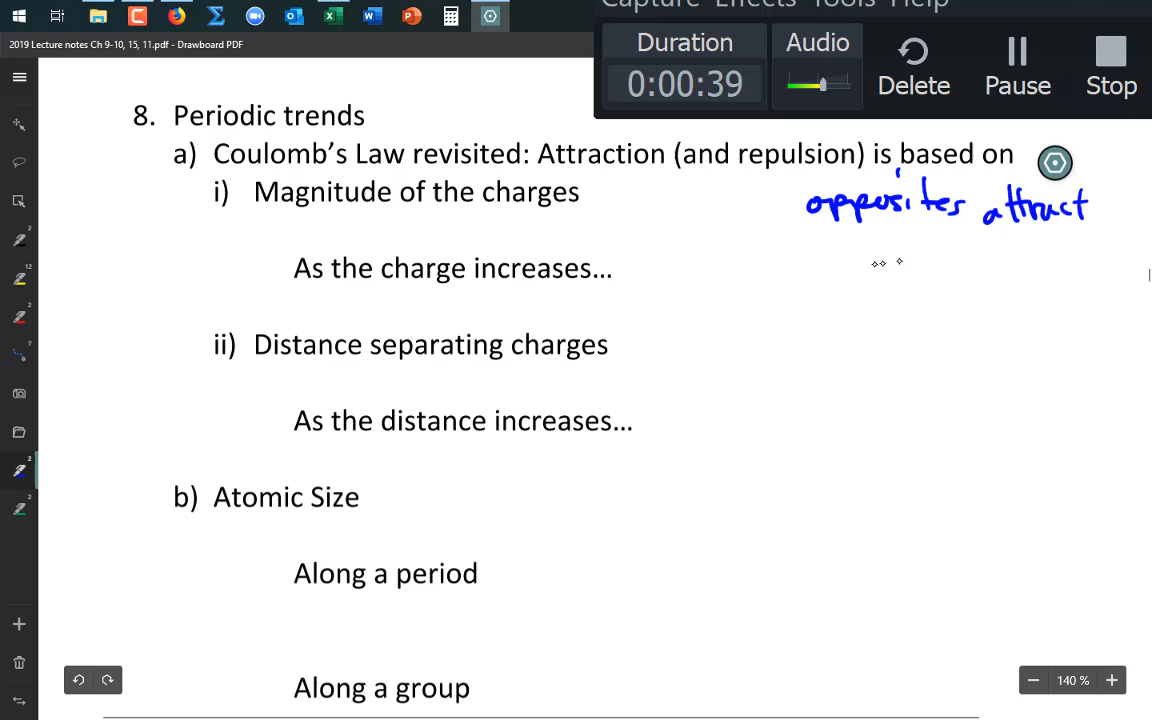 Capture Effects Tools Help
Duration
0:00:39
Audio
Delete
Pause
Stop
2019 Lecture notes Ch 9-10, 15, 11.pdf - Drawboard PDF
8. Periodic trends
a) Coulomb's Law revisited: Attraction (and repulsion) is based on
i) Magnitude of the charges
opposites attract
As the charge increases...
ii) Distance separating charges
As the distance increases...
b) Atomic Size
Along a period
Along a group
140 %